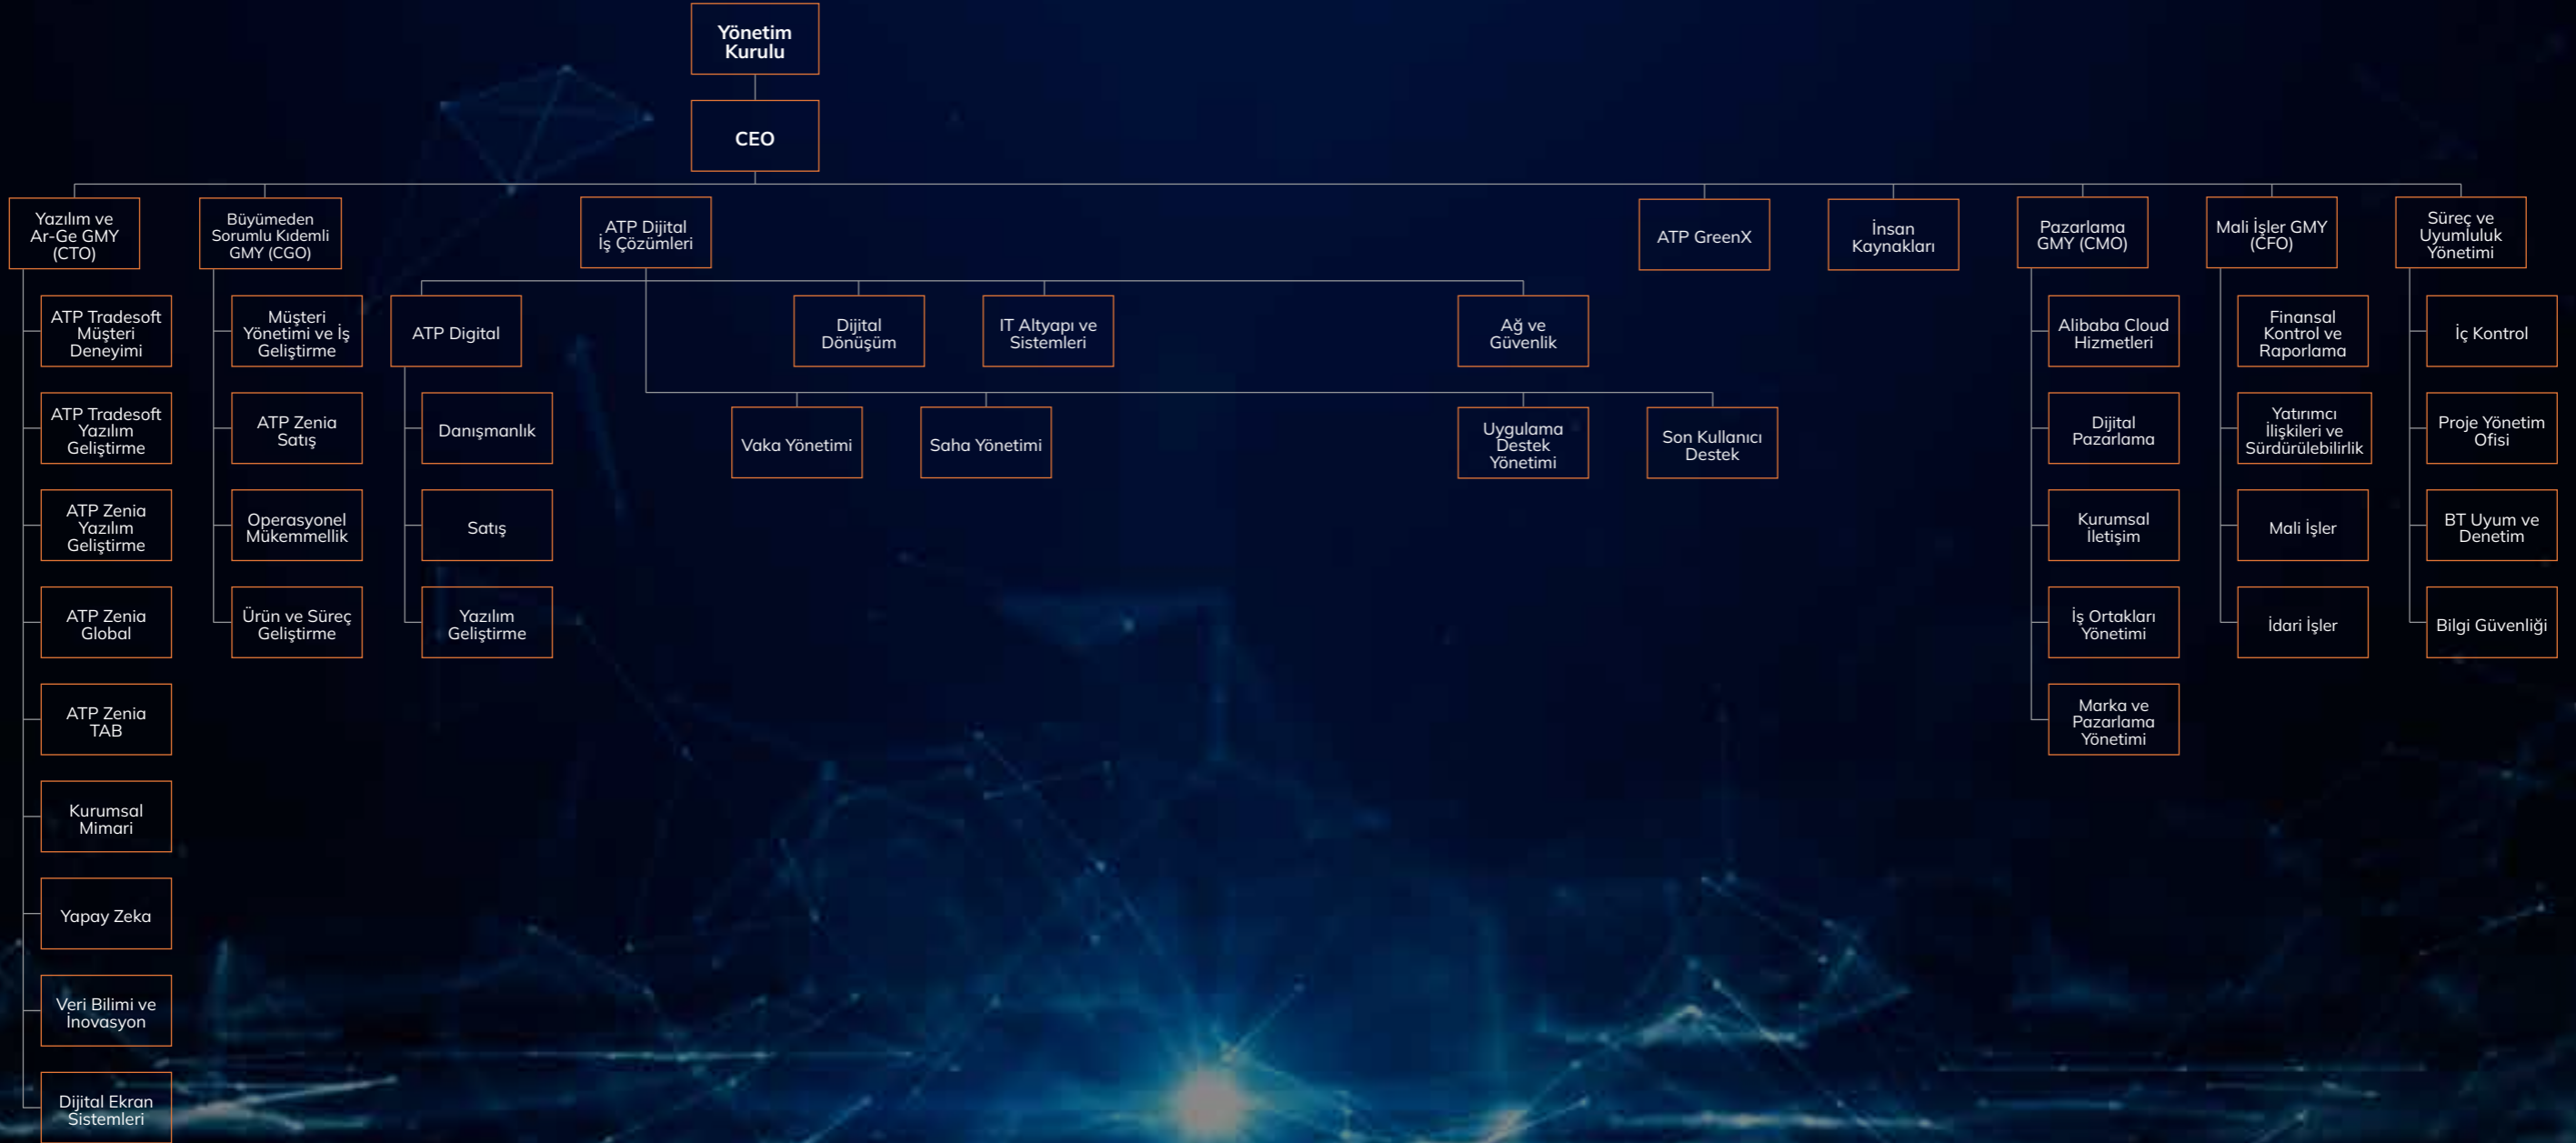 Yönetim
Kurulu
CEO
Yazılım ve
Ar-Ge GMY
(CTO)
Büyümeden
Sorumlu Kıdemli
GMY (CGO)
ATP Dijital
İş Çözümleri
ATP GreenX
İnsan
Kaynakları
Pazarlama
GMY (CMO)
Mali İşler GMY
(CFO)
Süreç ve
Uyumluluk
Yönetimi
ATP Tradesoft
Müşteri
Deneyimi
ATP Tradesoft
Yazılım
Geliştirme
ATP Zenia
Yazılım
Geliştirme
ATP Zenia
Global
ATP Zenia
TAB
Kurumsal
Mimari
Yapay Zeka
Veri Bilimi ve
İnovasyon
Dijital Ekran
Sistemleri
Müşteri
Yönetimi ve İş
Geliştirme
ATP Zenia
Satış
Operasyonel
Mükemmellik
Ürün ve Süreç
Geliştirme
ATP Digital
Danışmanlık
Satış
Yazılım
Geliştirme
Dijital
Dönüşüm
IT Altyapı ve
Sistemleri
Ağ ve
Güvenlik
Vaka Yönetimi
Saha Yönetimi
Uygulama
Destek
Yönetimi
Son Kullanıcı
Destek
Alibaba Cloud
Hizmetleri
Dijital
Pazarlama
Kurumsal
İletişim
İş Ortakları
Yönetimi
Marka ve
Pazarlama
Yönetimi
Finansal
Kontrol ve
Raporlama
Yatırımcı
İlişkileri ve
Sürdürülebilirlik
Mali İşler
İdari İşler
İç Kontrol
Proje Yönetim
Ofisi
BT Uyum ve
Denetim
Bilgi Güvenliği